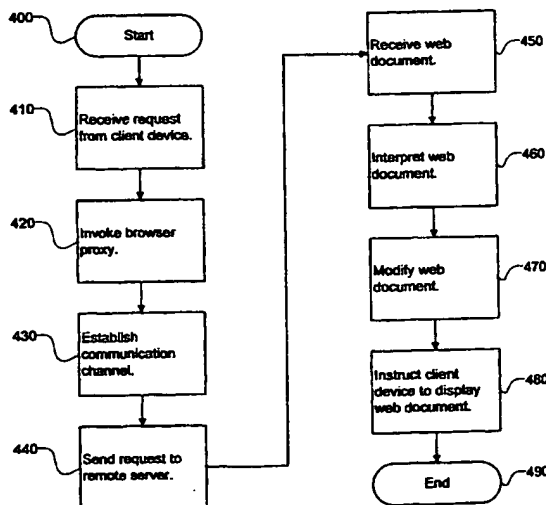 400
Start
410
Receive request
from client device.
420
Invoke browser
proxy.
430
Establish
communication
channel.
440
Send request to
remote server.
Receive web
document.
450
Interpret web
document.
460
Modify web
document.
470
Instruct client
device to display
web document.
480
End
490